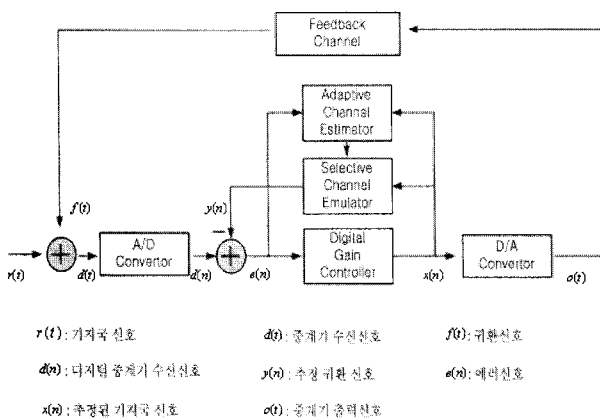 Feedback
Channel
Adaptive
Channel
Estimator
Selective
Channel
Emulator
f(t)
y(n)
−
A/D
Convertor
Digital
Gain
Controller
D/A
Convertor
r(t)
d(t)
d(n)
e(n)
x(n)
o(t)
r(t): 기지국 신호
d(t): 중계기 수신신호
f(t): 귀환신호
d(n): 디지털 중계기 수신신호
y(n): 추정 귀환 신호
e(n): 에러신호
x(n): 추정된 기지국 신호
o(t): 중계기 출력신호